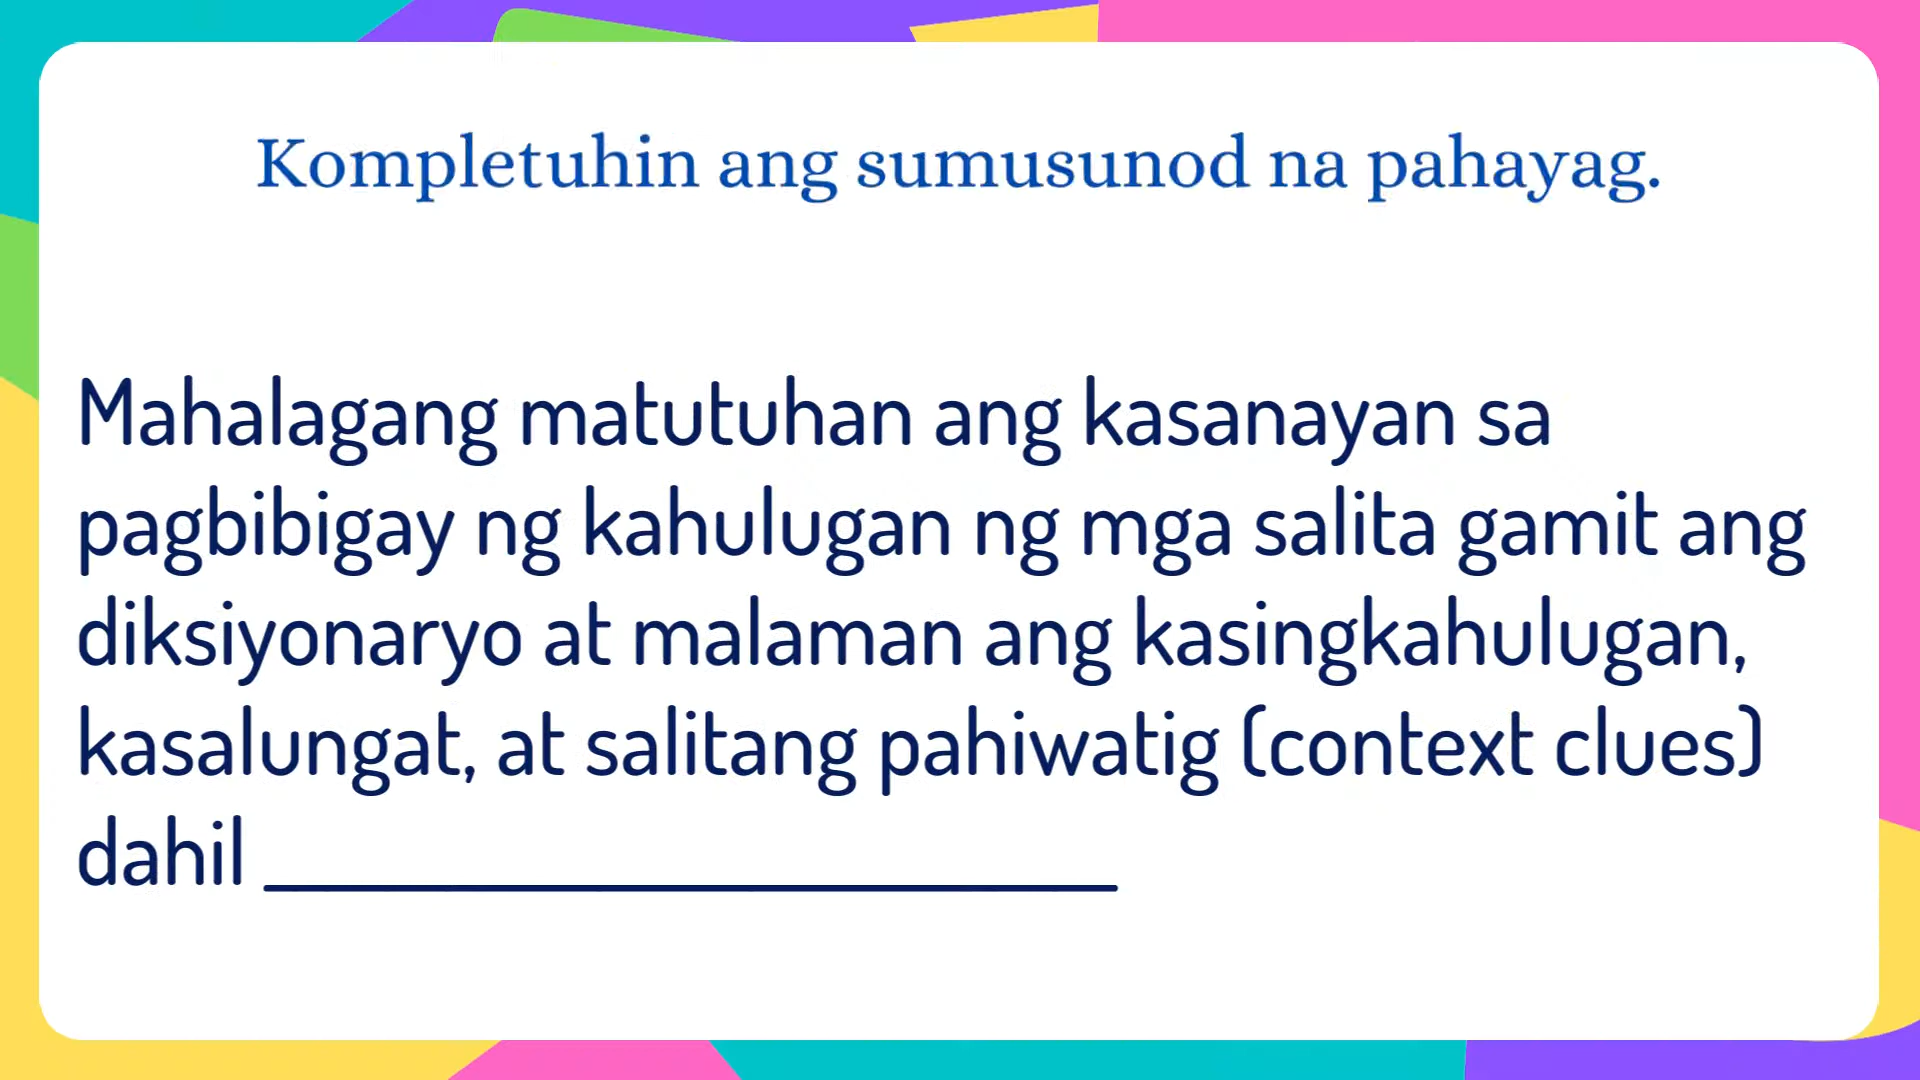 Kompletuhin ang sumusunod na pahayag.
Mahalagang matutuhan ang kasanayan sa
pagbibigay ng kahulugan ng mga salita gamit ang
diksiyonaryo at malaman ang kasingkahulugan,
kasalungat, at salitang pahiwatig (context clues)
dahil ____________________